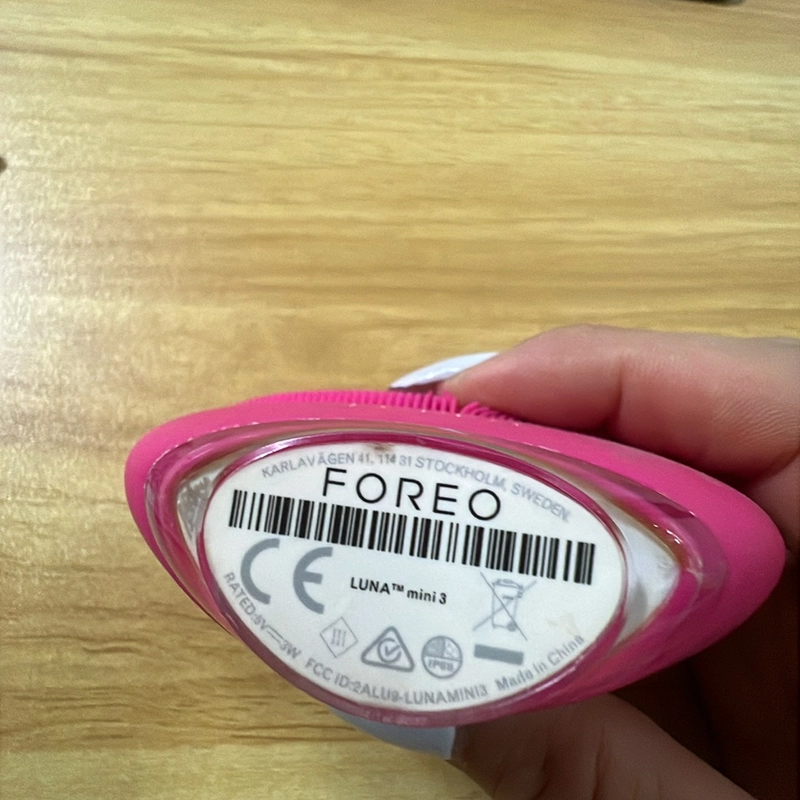 KARLAVÄGEN 41, 114 31 STOCKHOLM, SWEDEN.
FOREO
CE
LUNA™ mini 3
RATED: 5V⎓3W
FCC ID:2ALU9-LUNAMINI3
Made in China